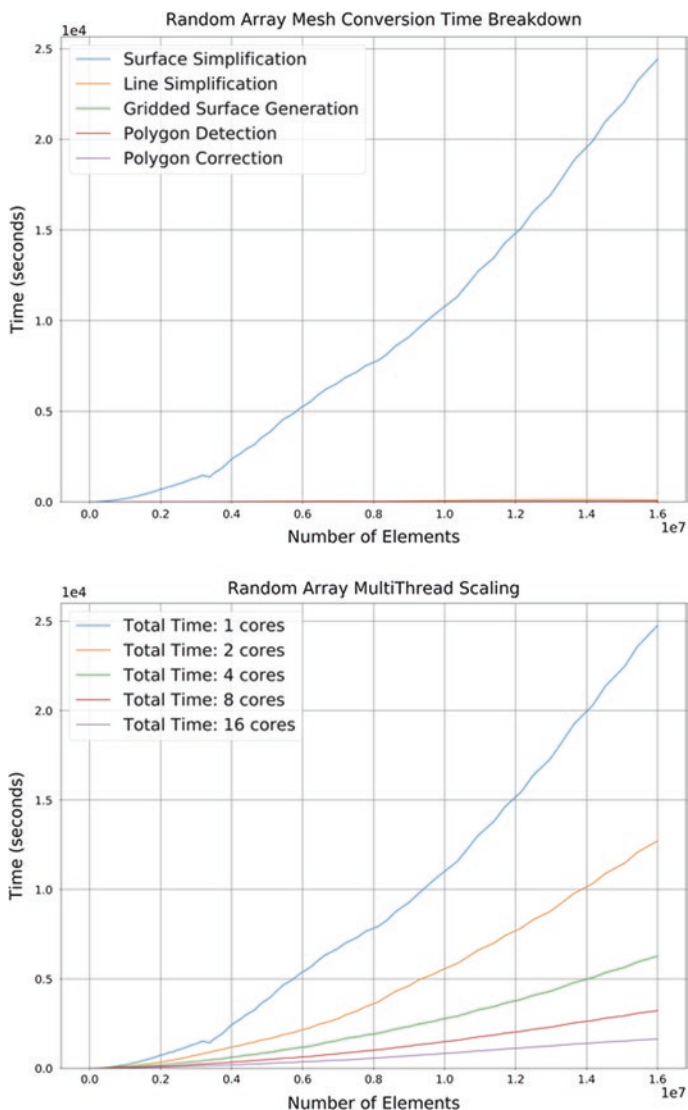 Random Array Mesh Conversion Time Breakdown
1e4
2.5
2.0
1.5
1.0
0.5
0.0
Time (seconds)
Surface Simplification
Line Simplification
Gridded Surface Generation
Polygon Detection
Polygon Correction
0.0 0.2 0.4 0.6 0.8 1.0 1.2 1.4 1.6
1e7
Number of Elements
Random Array MultiThread Scaling
1e4
2.5
2.0
1.5
1.0
0.5
0.0
Time (seconds)
Total Time: 1 cores
Total Time: 2 cores
Total Time: 4 cores
Total Time: 8 cores
Total Time: 16 cores
0.0 0.2 0.4 0.6 0.8 1.0 1.2 1.4 1.6
1e7
Number of Elements